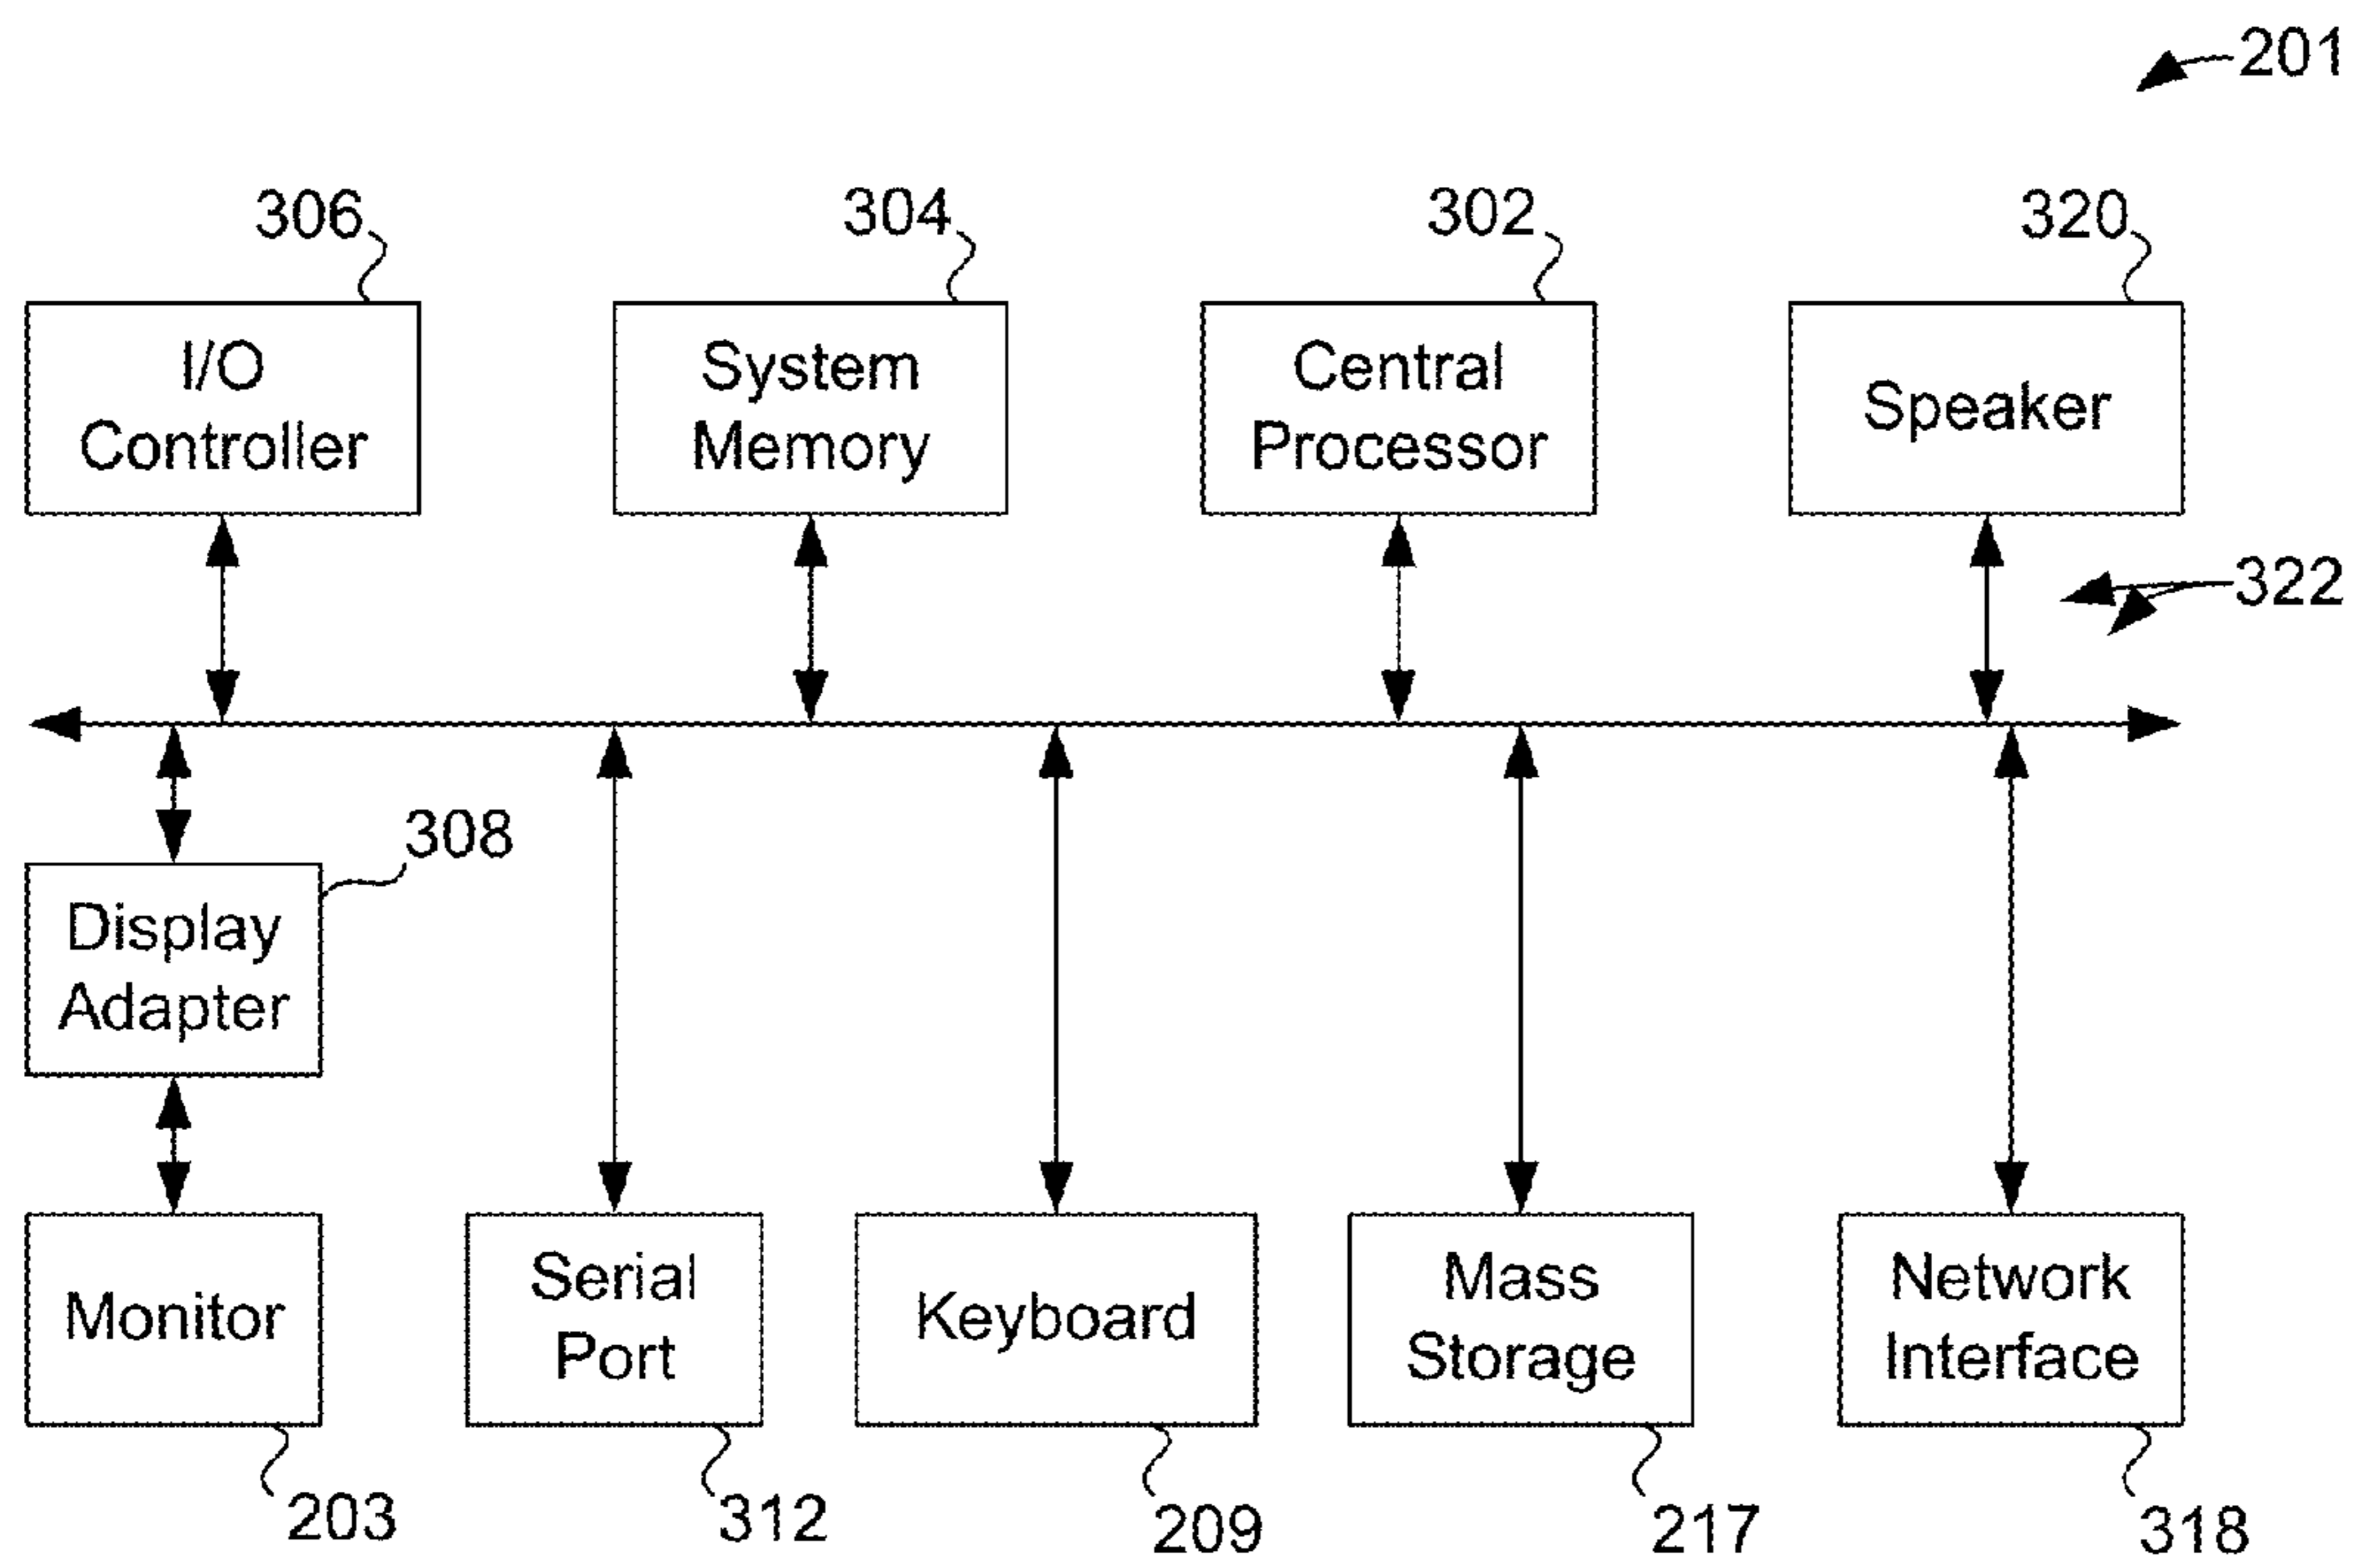 201
306
304
302
320
I/O
Controller
System
Memory
Central
Processor
Speaker
322
308
Display
Adapter
Monitor
Serial
Port
Keyboard
Mass
Storage
Network
Interface
203
312
209
217
318